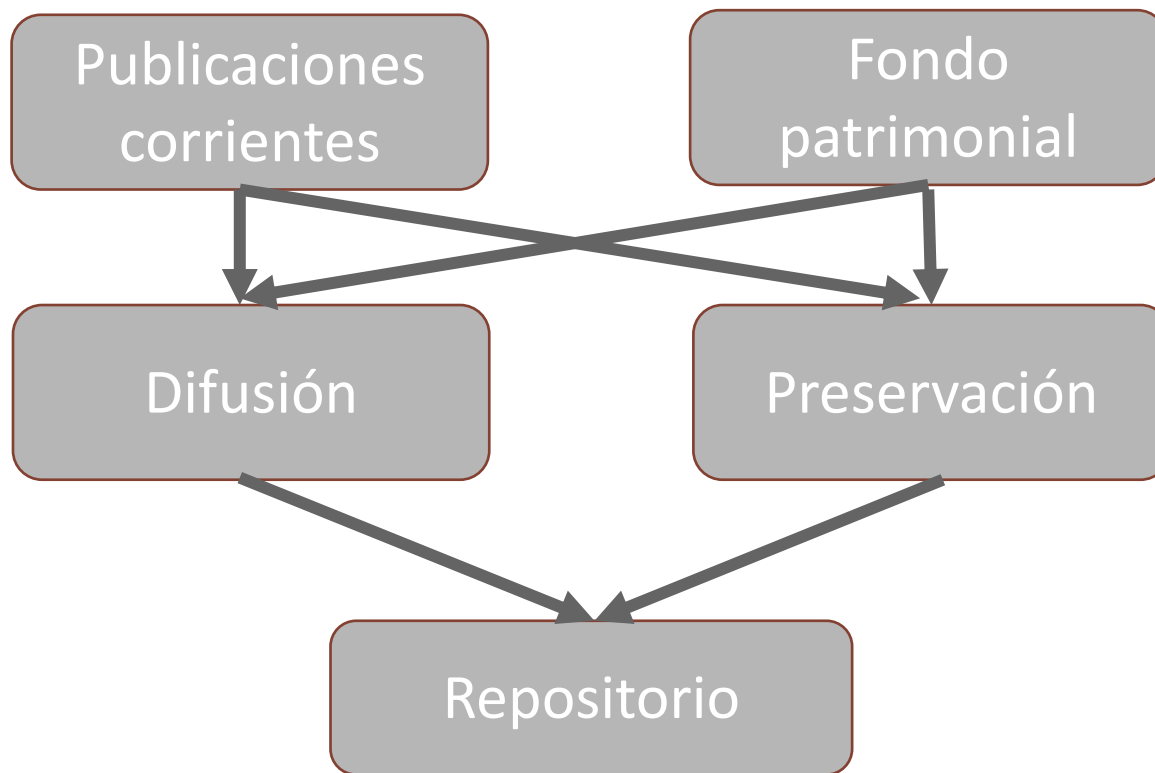 Publicaciones
corrientes
Fondo
patrimonial
Difusión
Preservación
Repositorio